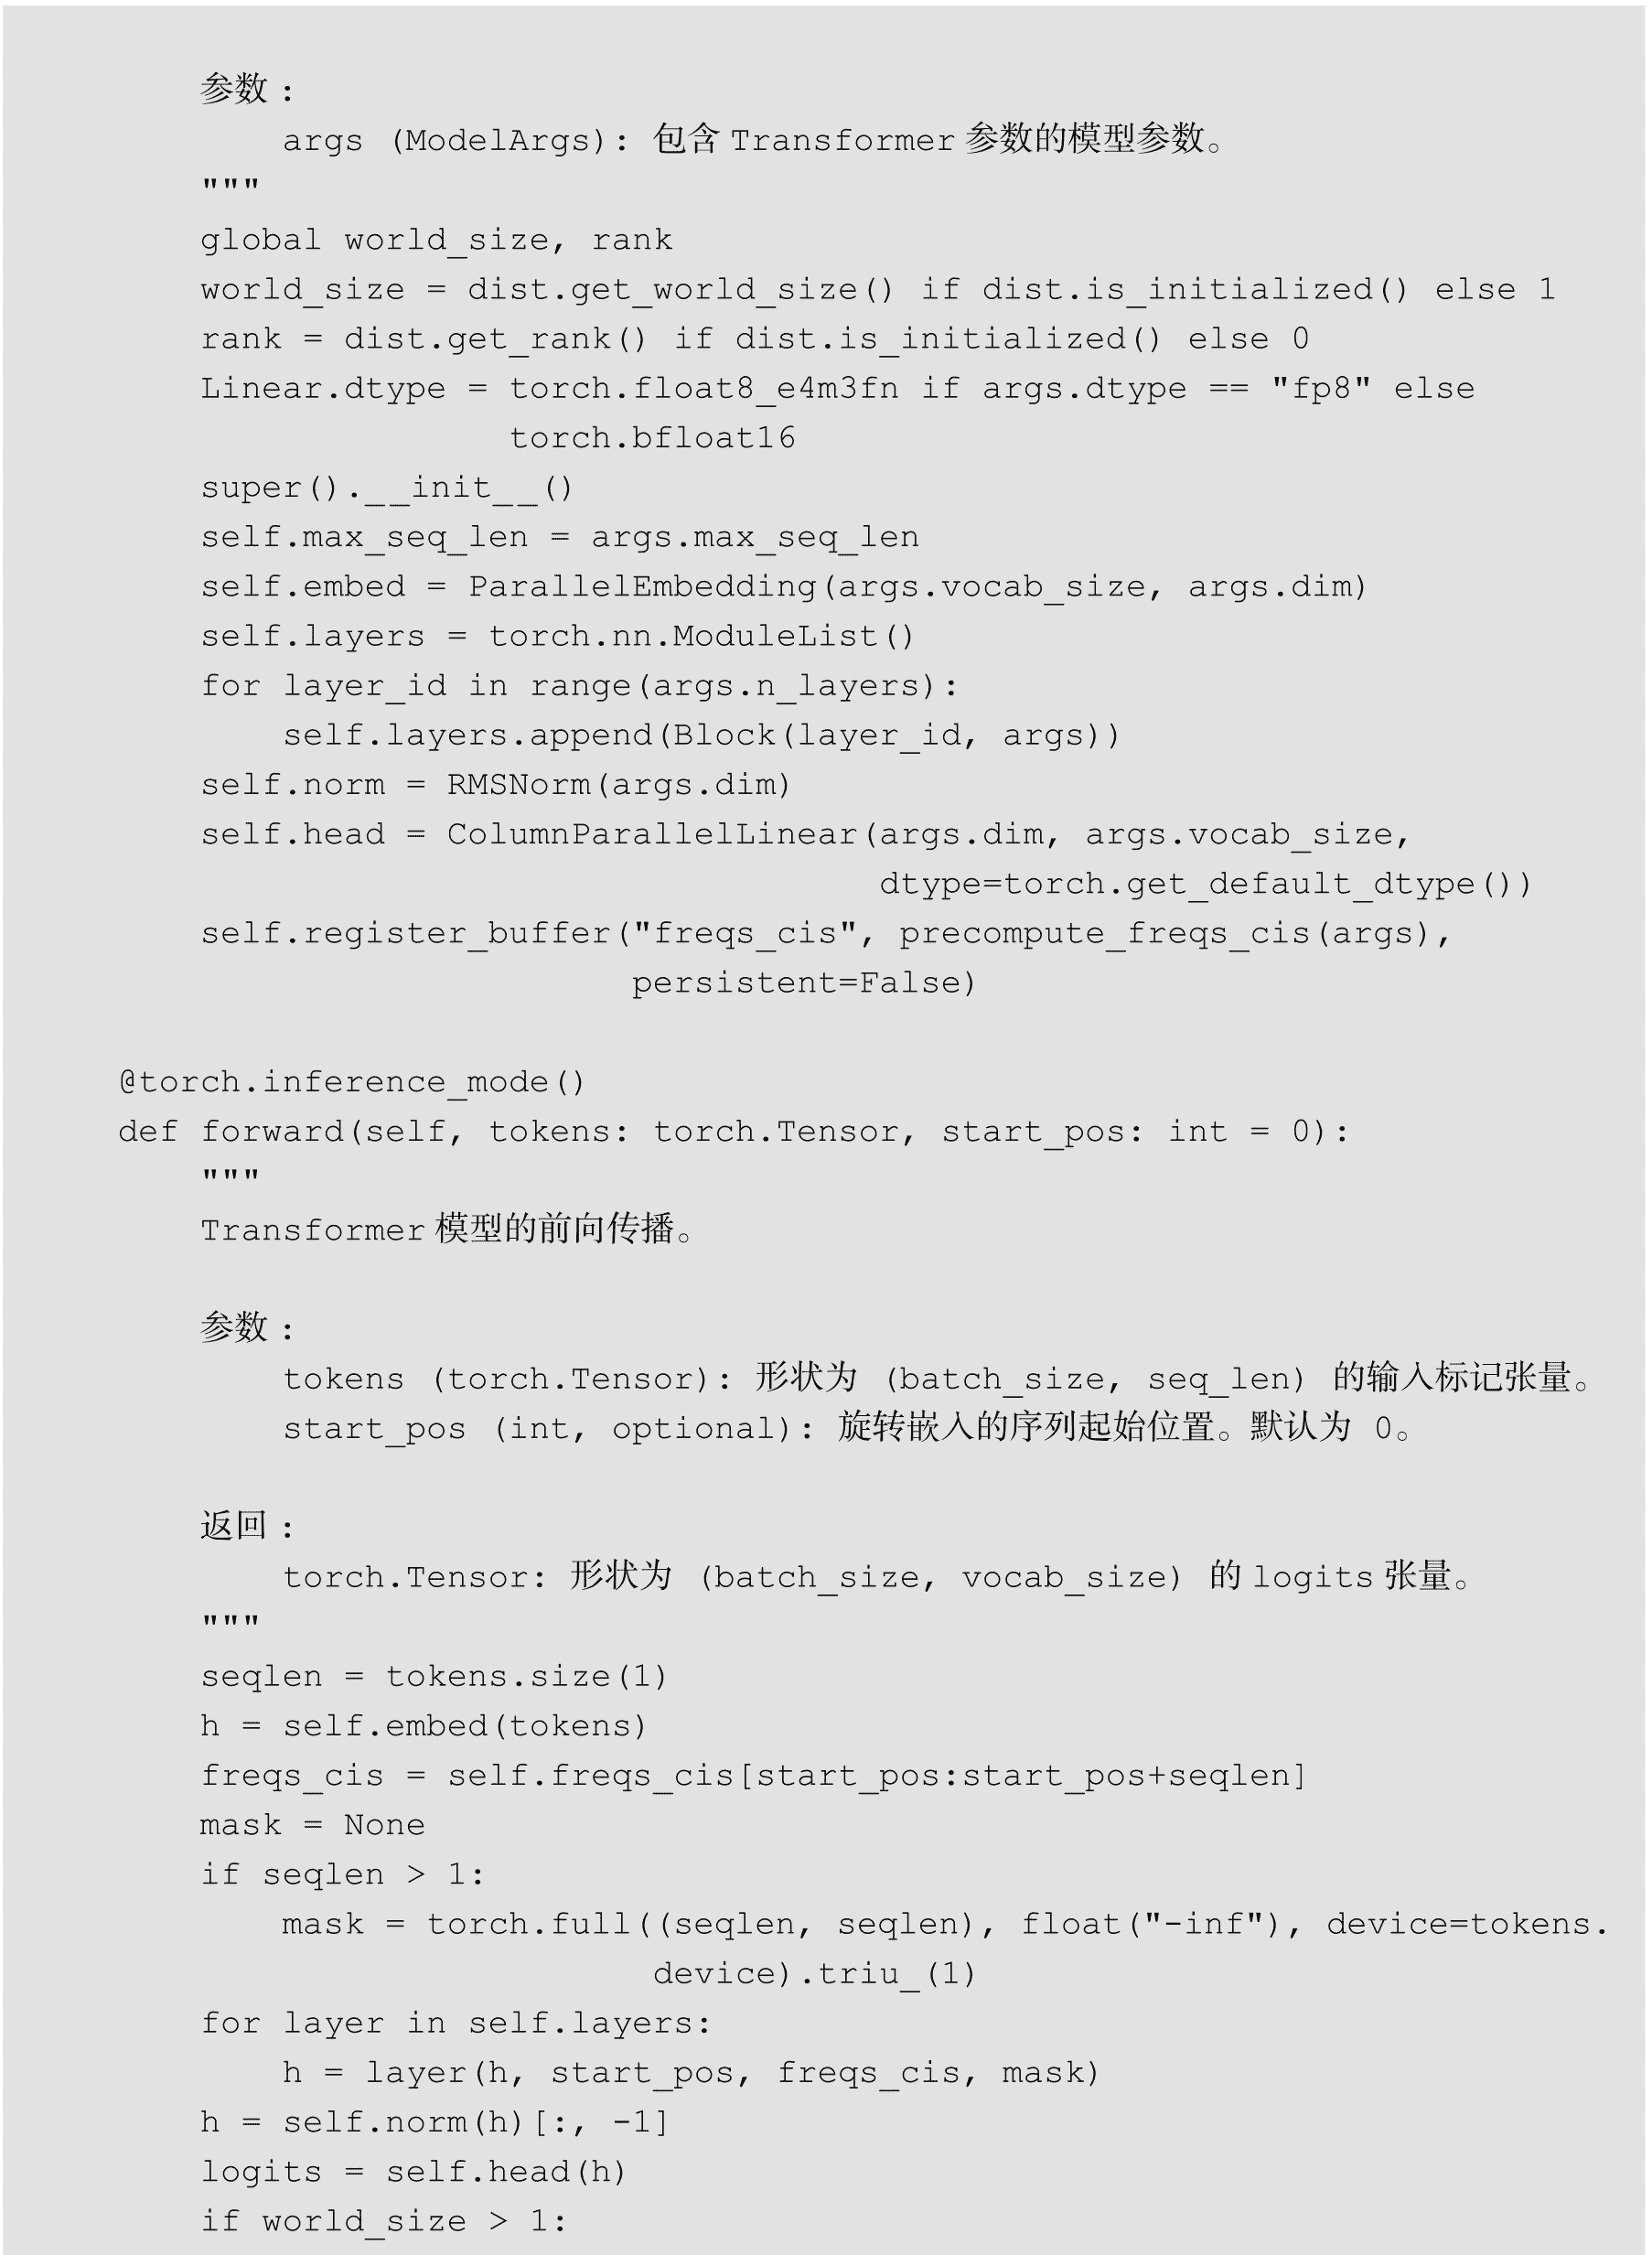 参数：
    args (ModelArgs): 包含 Transformer 参数的模型参数。
"""
global world_size, rank
world_size = dist.get_world_size() if dist.is_initialized() else 1
rank = dist.get_rank() if dist.is_initialized() else 0
Linear.dtype = torch.float8_e4m3fn if args.dtype == "fp8" else
               torch.bfloat16
super().__init__()
self.max_seq_len = args.max_seq_len
self.embed = ParallelEmbedding(args.vocab_size, args.dim)
self.layers = torch.nn.ModuleList()
for layer_id in range(args.n_layers):
    self.layers.append(Block(layer_id, args))
self.norm = RMSNorm(args.dim)
self.head = ColumnParallelLinear(args.dim, args.vocab_size,
                                 dtype=torch.get_default_dtype())
self.register_buffer("freqs_cis", precompute_freqs_cis(args),
                     persistent=False)
@torch.inference_mode()
def forward(self, tokens: torch.Tensor, start_pos: int = 0):
    """
    Transformer 模型的前向传播。
    参数：
        tokens (torch.Tensor): 形状为 (batch_size, seq_len) 的输入标记张量。
        start_pos (int, optional): 旋转嵌入的序列起始位置。默认为 0。
    返回：
        torch.Tensor: 形状为 (batch_size, vocab_size) 的 logits 张量。
    """
    seqlen = tokens.size(1)
    h = self.embed(tokens)
    freqs_cis = self.freqs_cis[start_pos:start_pos+seqlen]
    mask = None
    if seqlen > 1:
        mask = torch.full((seqlen, seqlen), float("-inf"), device=tokens.
                          device).triu_(1)
    for layer in self.layers:
        h = layer(h, start_pos, freqs_cis, mask)
    h = self.norm(h)[:, -1]
    logits = self.head(h)
    if world_size > 1: